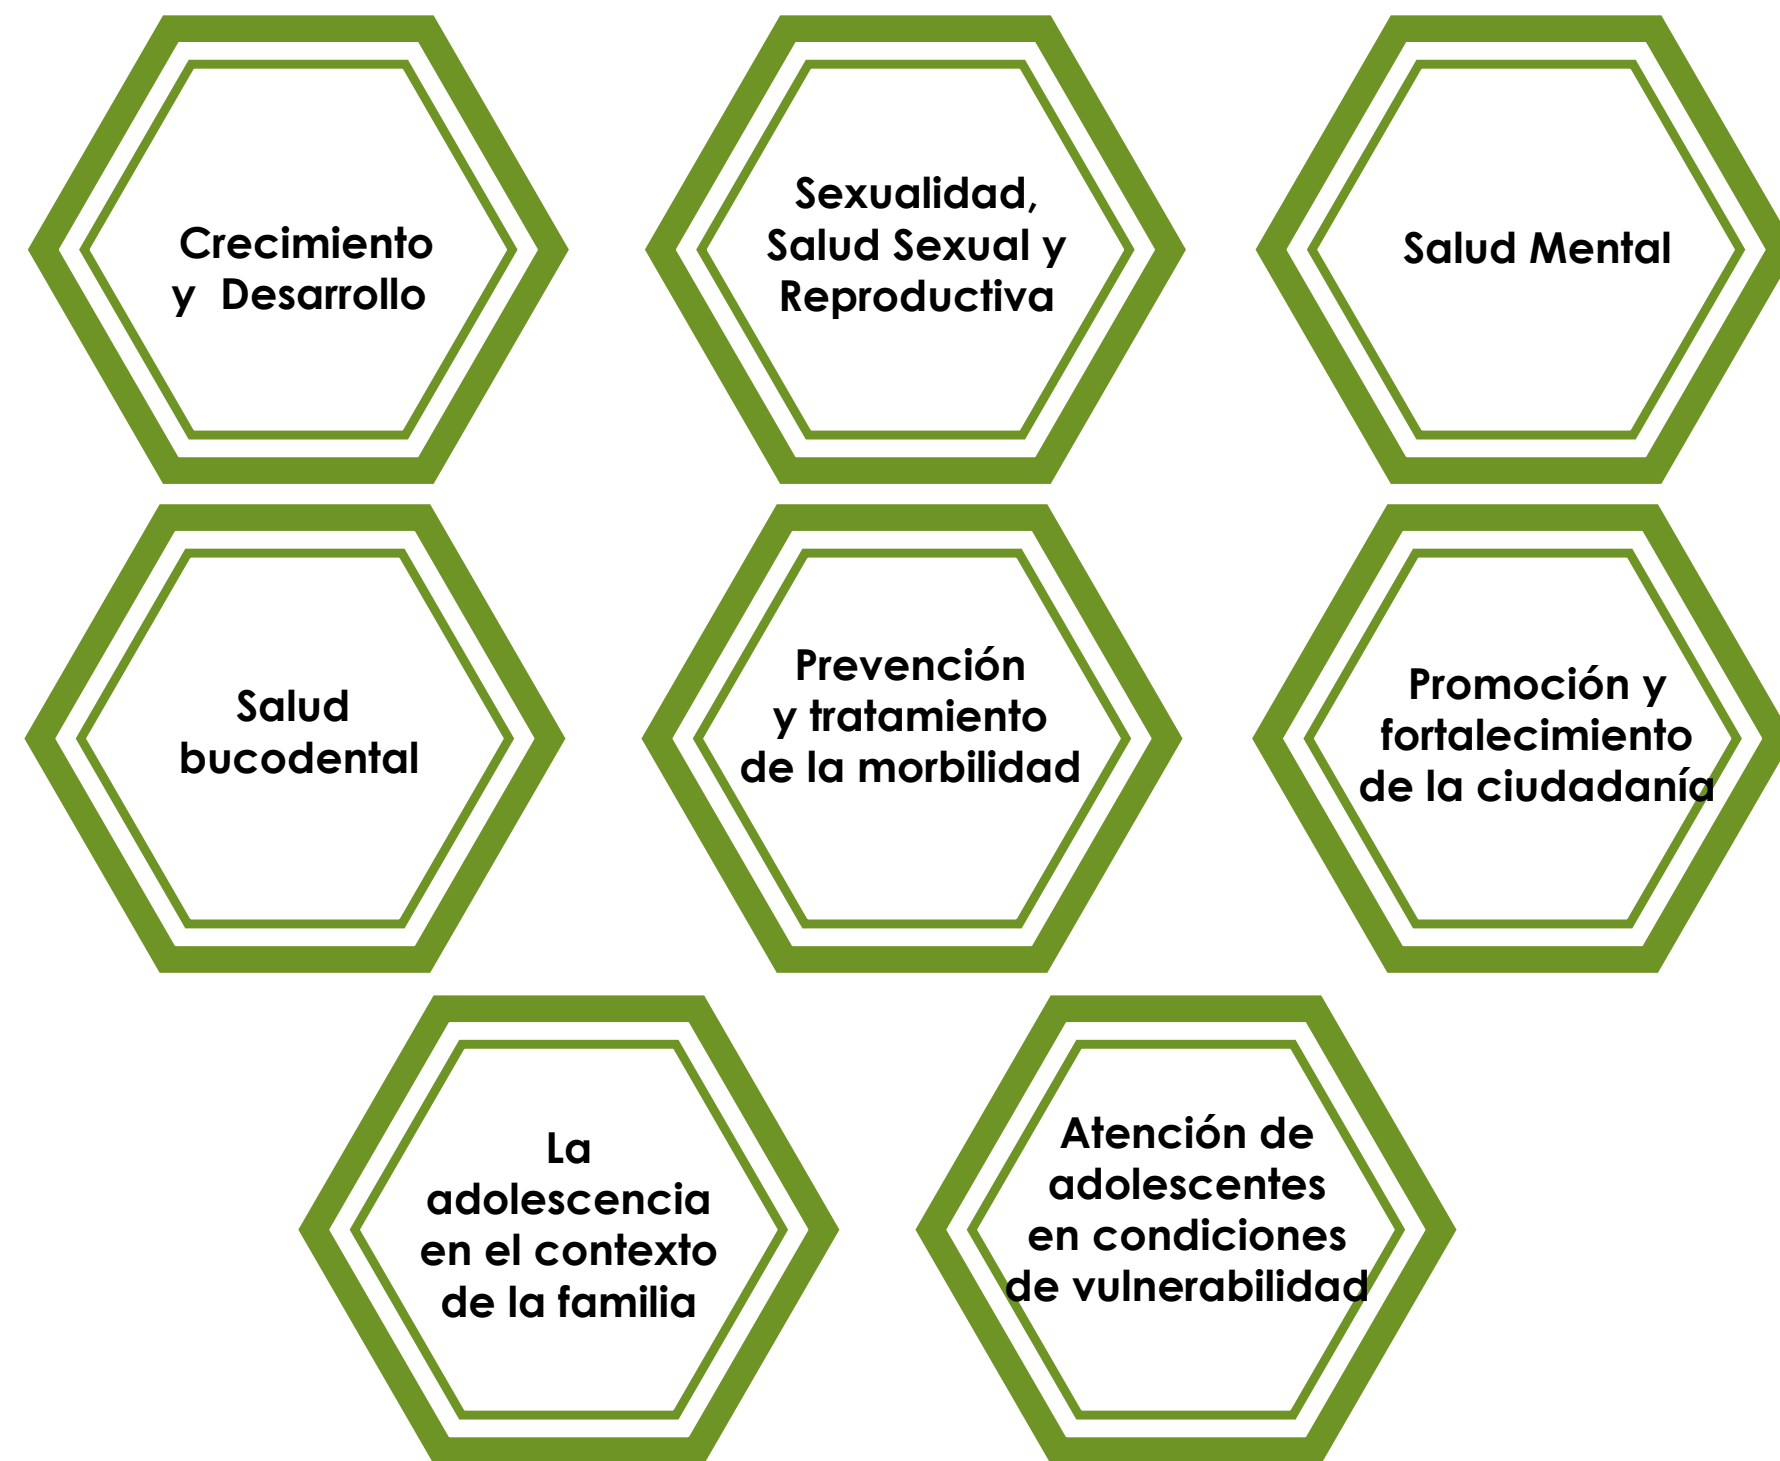 Crecimiento
y Desarrollo
Sexualidad,
Salud Sexual y
Reproductiva
Salud Mental
Salud
bucodental
Prevención
y tratamiento
de la morbilidad
Promoción y
fortalecimiento
de la ciudadanía
La
adolescencia
en el contexto
de la familia
Atención de
adolescentes
en condiciones
de vulnerabilidad